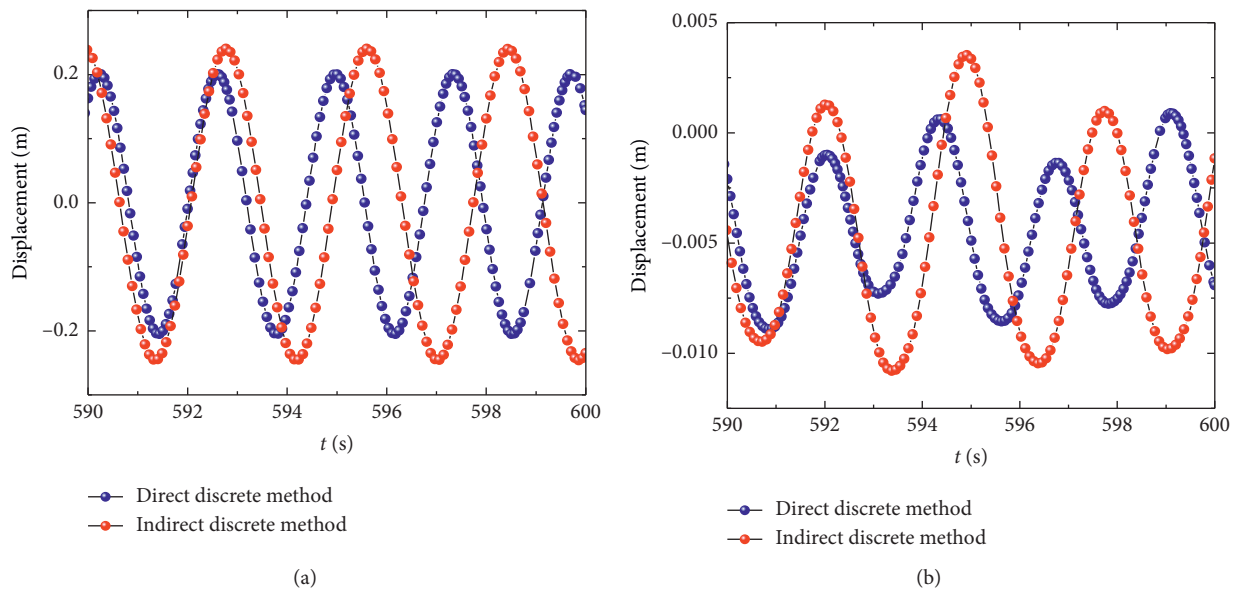 Displacement (m)
0.2
0.0
−0.2
590 592 594 596 598 600
t (s)
Direct discrete method
Indirect discrete method
(a)
Displacement (m)
0.005
0.000
−0.005
−0.010
590 592 594 596 598 600
t (s)
Direct discrete method
Indirect discrete method
(b)